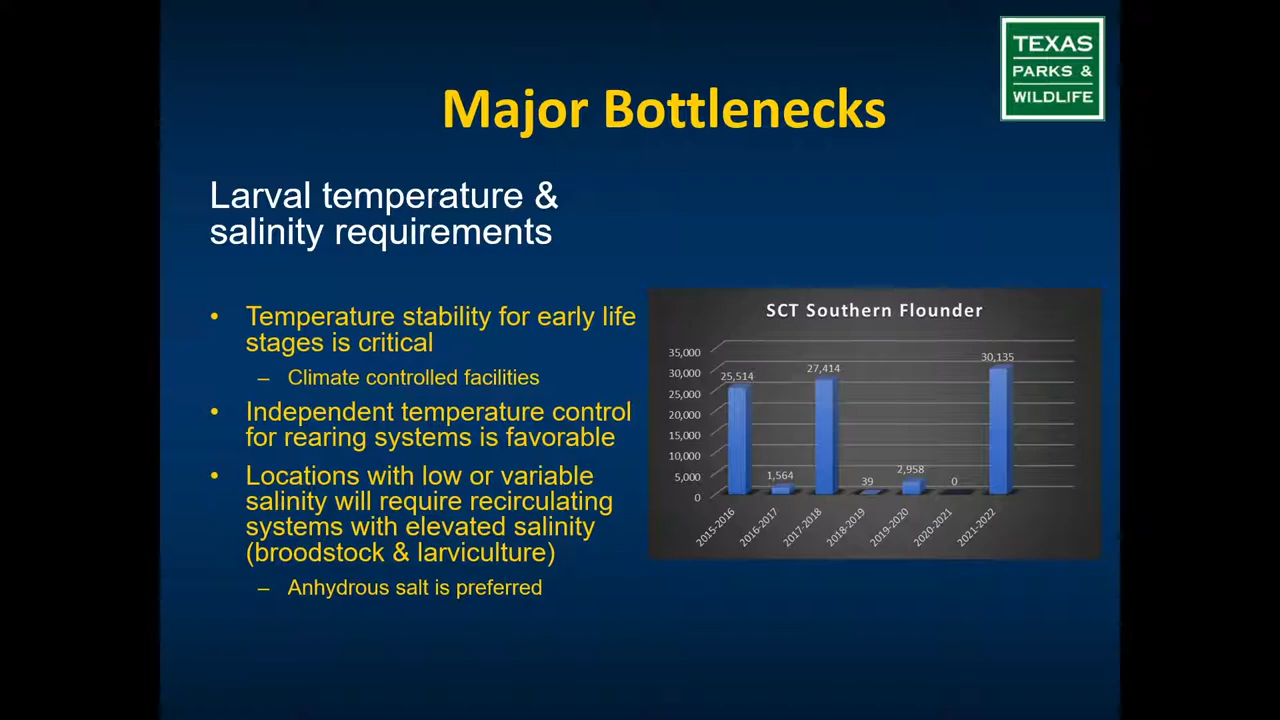 TEXAS
PARKS &
WILDLIFE
Major Bottlenecks
Larval temperature &
salinity requirements
• Temperature stability for early life
stages is critical
– Climate controlled facilities
• Independent temperature control
for rearing systems is favorable
• Locations with low or variable
salinity will require recirculating
systems with elevated salinity
(broodstock & larviculture)
– Anhydrous salt is preferred
SCT Southern Flounder
35,000
30,000
25,000
20,000
15,000
10,000
5,000
0
25,514
1,564
27,414
39
2,958
0
30,135
2015-2016
2016-2017
2017-2018
2018-2019
2019-2020
2020-2021
2021-2022